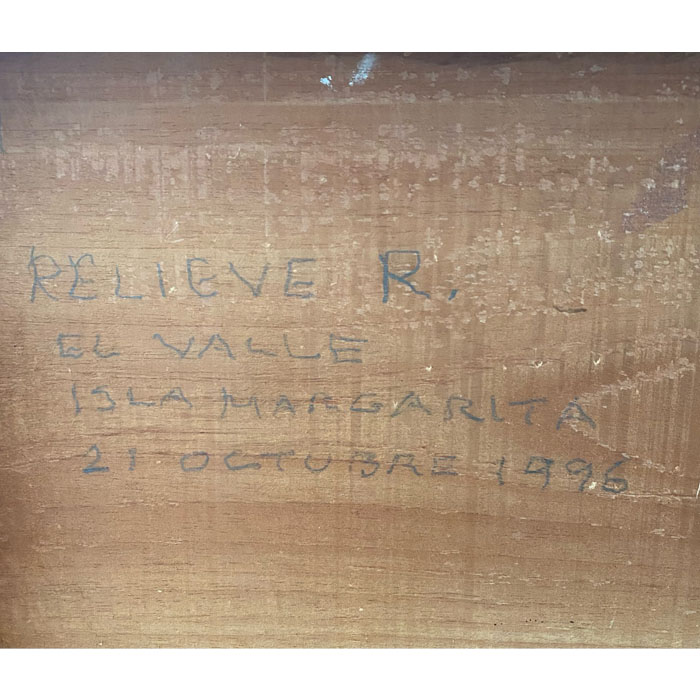 RELIEVE R.
EL VALLE
ISLA MARGARITA
21 OCTUBRE 1996